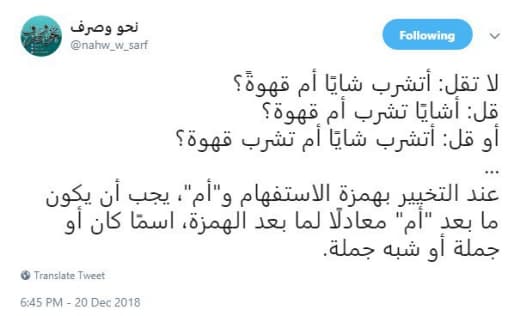 نحو وصرف
@nahw_w_sarf
Following
لا تقل: أتشرب شايًا أم قهوةً؟
قل: أشايًا تشرب أم قهوة؟
أو قل: أتشرب شايًا أم تشرب قهوة؟
...
عند التخيير بهمزة الاستفهام و"أم"، يجب أن يكون
ما بعد "أم" معادلًا لما بعد الهمزة، اسمًا كان أو
جملة أو شبه جملة.
Translate Tweet
6:45 PM - 20 Dec 2018